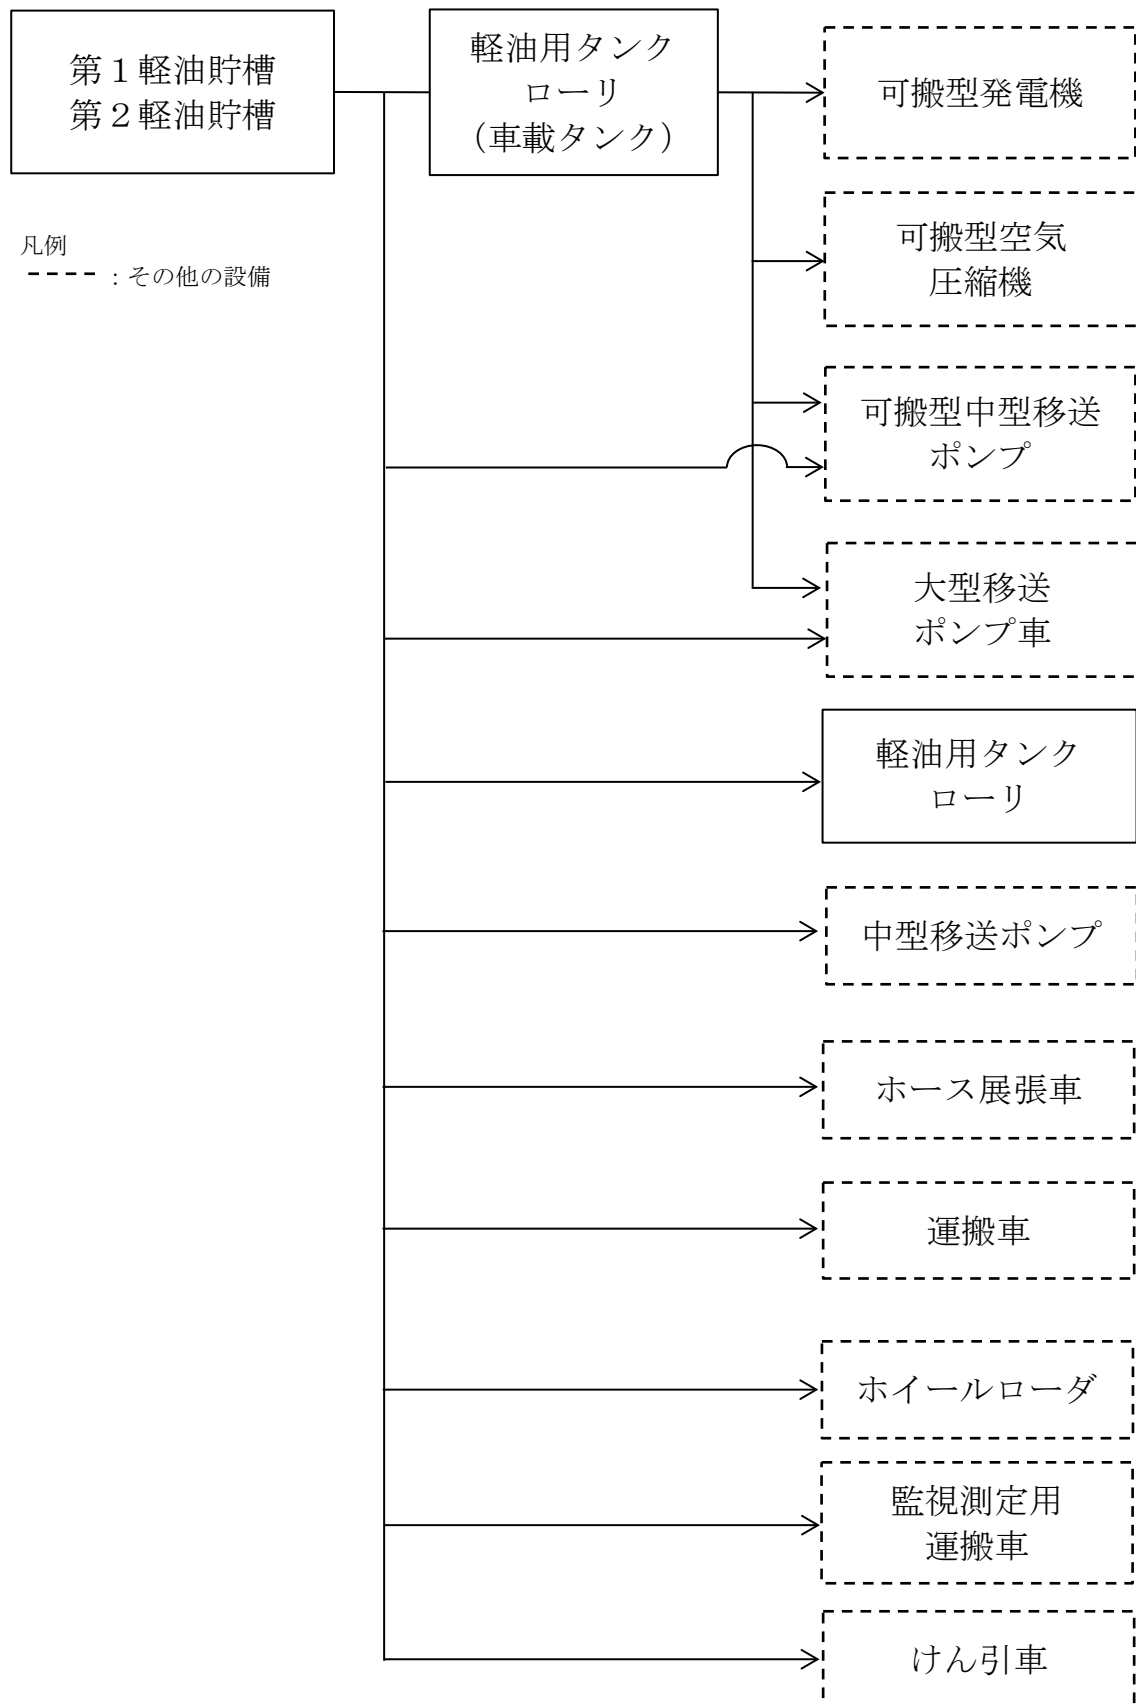 第１軽油貯槽
第２軽油貯槽
軽油用タンク
ローリ
（車載タンク）
可搬型発電機
凡例
：その他の設備
可搬型空気
圧縮機
可搬型中型移送
ポンプ
大型移送
ポンプ車
軽油用タンク
ローリ
中型移送ポンプ
ホース展張車
運搬車
ホイールローダ
監視測定用
運搬車
けん引車